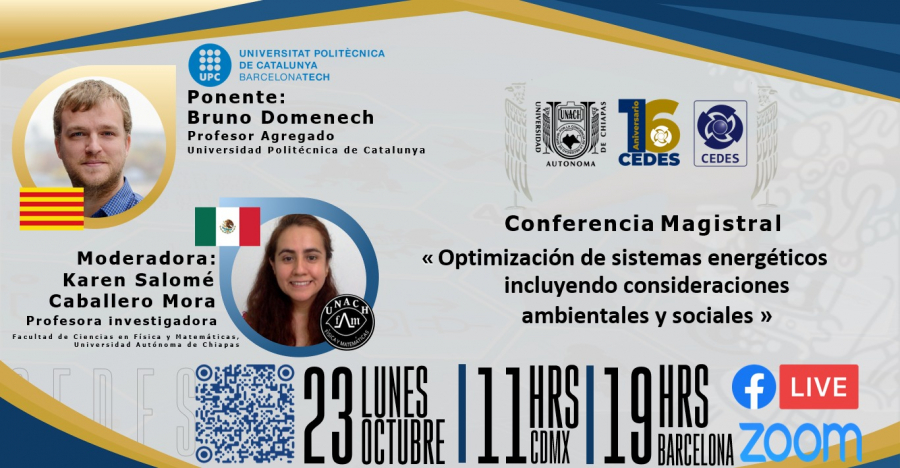 UNIVERSITAT POLITÈCNICA
DE CATALUNYA
BARCELONATECH
UPC
Ponente:
Bruno Domenech
Profesor Agregado
Universidad Politécnica de Catalunya
UNIVERSIDAD
UNACH
DE CHIAPAS
AUTONOMA
16
Aniversario
CEDES
CEDES
Moderadora:
Karen Salomé
Caballero Mora
Profesora investigadora
Facultad de Ciencias en Física y Matemáticas,
Universidad Autónoma de Chiapas
UNACH
FÍSICA Y MATEMÁTICAS
Conferencia Magistral
« Optimización de sistemas energéticos
incluyendo consideraciones
ambientales y sociales »
CEDES
23 LUNES
OCTUBRE
11 HRS
CDMX
19 HRS
BARCELONA
f LIVE
zoom